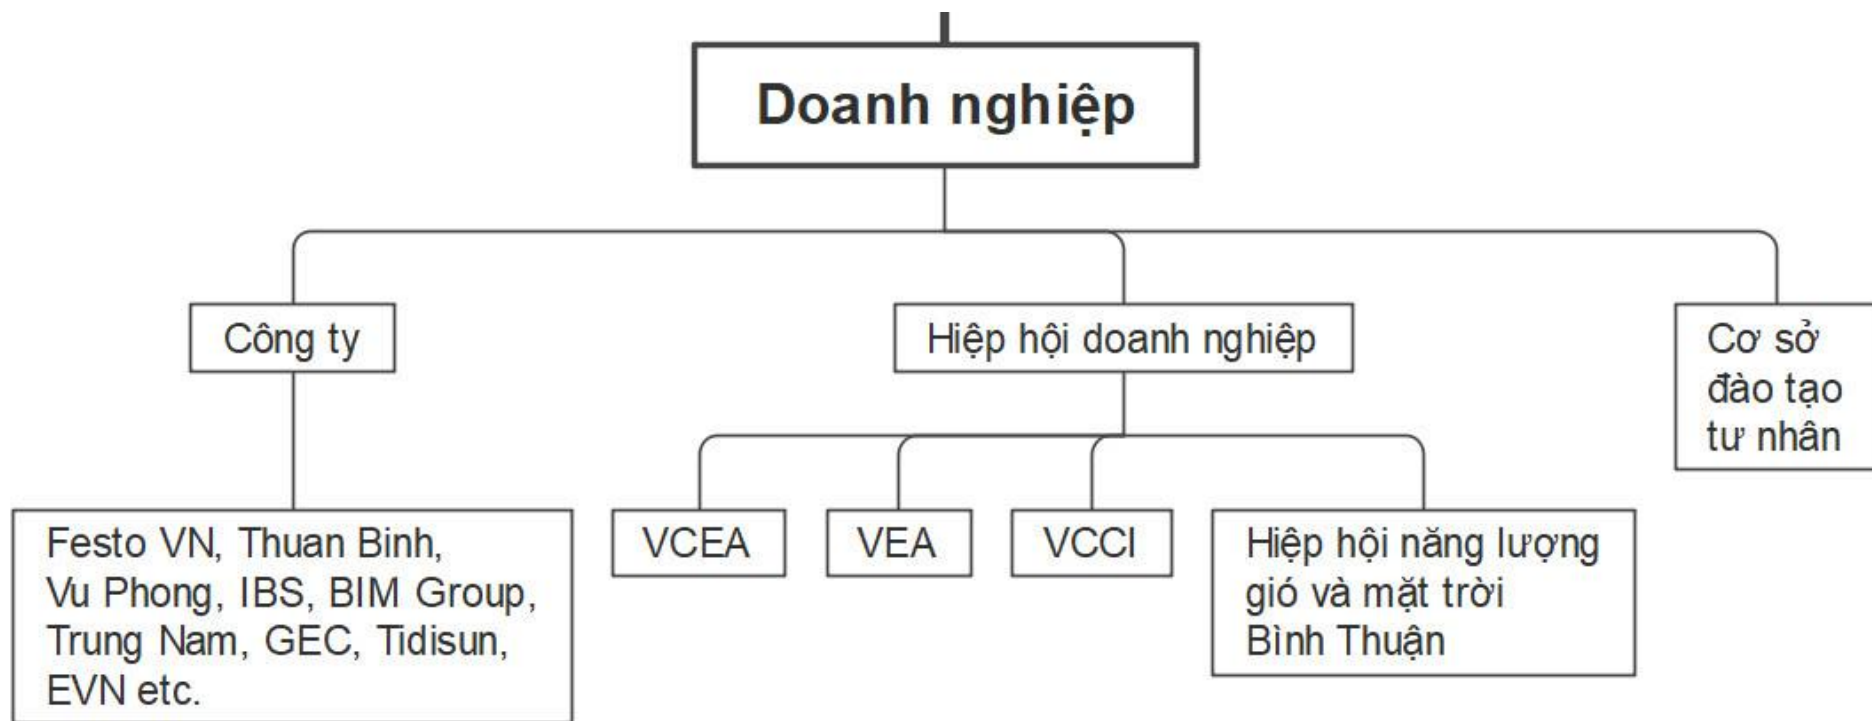 Doanh nghiệp
Công ty
Hiệp hội doanh nghiệp
Cơ sở
đào tạo
tư nhân
Festo VN, Thuan Binh,
Vu Phong, IBS, BIM Group,
Trung Nam, GEC, Tidisun,
EVN etc.
VCEA
VEA
VCCI
Hiệp hội năng lượng
gió và mặt trời
Bình Thuận